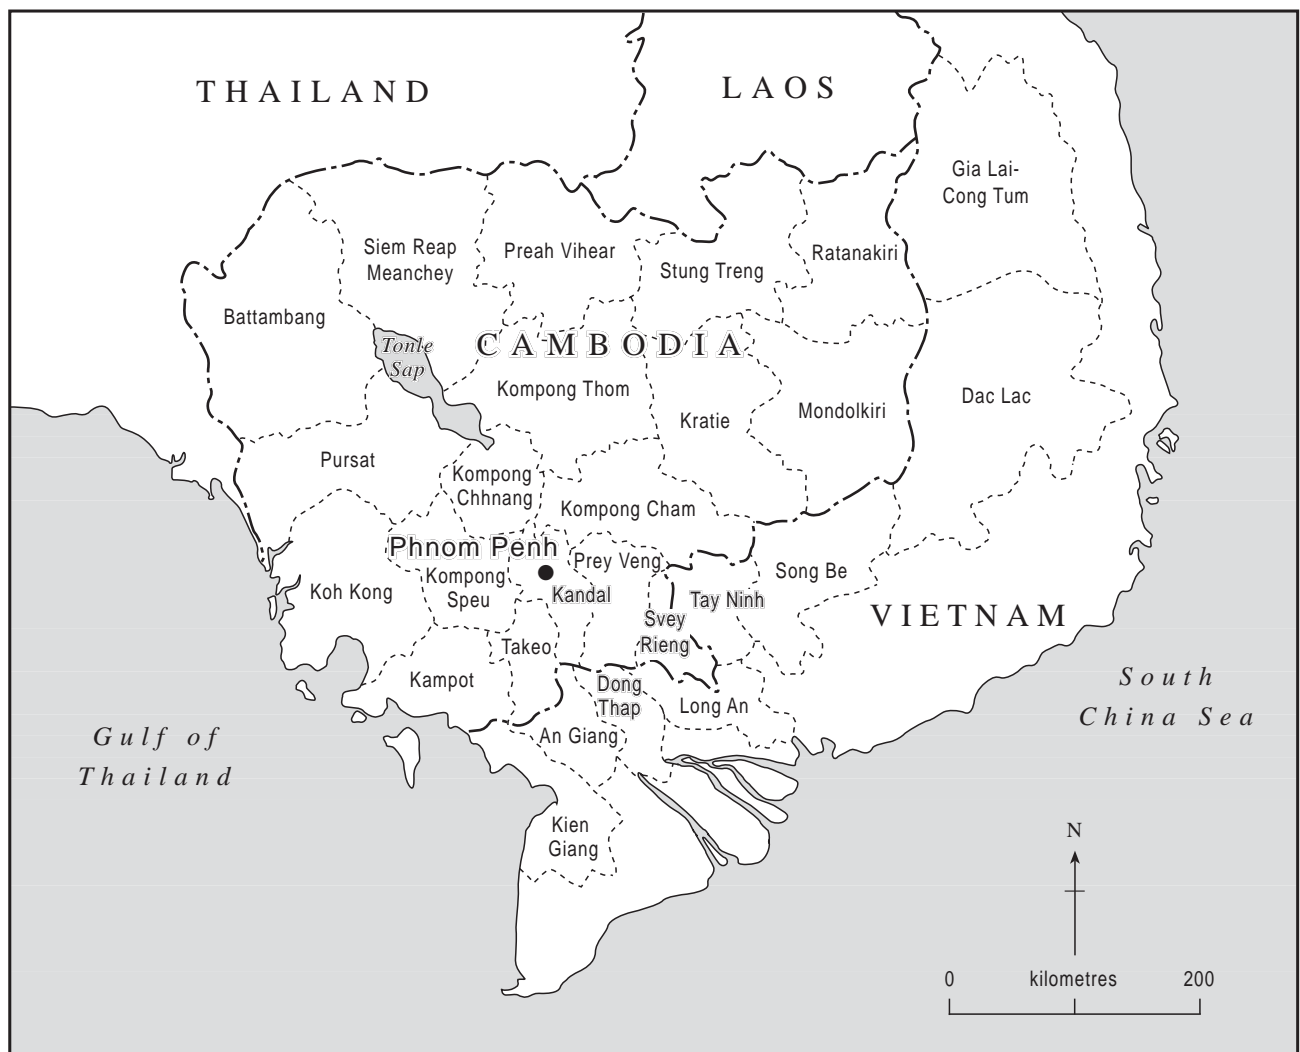 THAILAND
LAOS
Gia Lai-
Cong Tum
Siem Reap
Meanchey
Preah Vihear
Stung Treng
Ratanakiri
Battambang
Tonle
Sap
CAMBODIA
Kompong Thom
Kratie
Mondolkiri
Dac Lac
Pursat
Kompong
Chhnang
Kompong Cham
Phnom Penh
Prey Veng
Song Be
Koh Kong
Kompong
Speu
Kandal
Tay Ninh
Svey
Rieng
VIETNAM
Takeo
Kampot
Dong
Thap
Long An
An Giang
South
China Sea
Gulf of
Thailand
Kien
Giang
N
0 kilometres 200